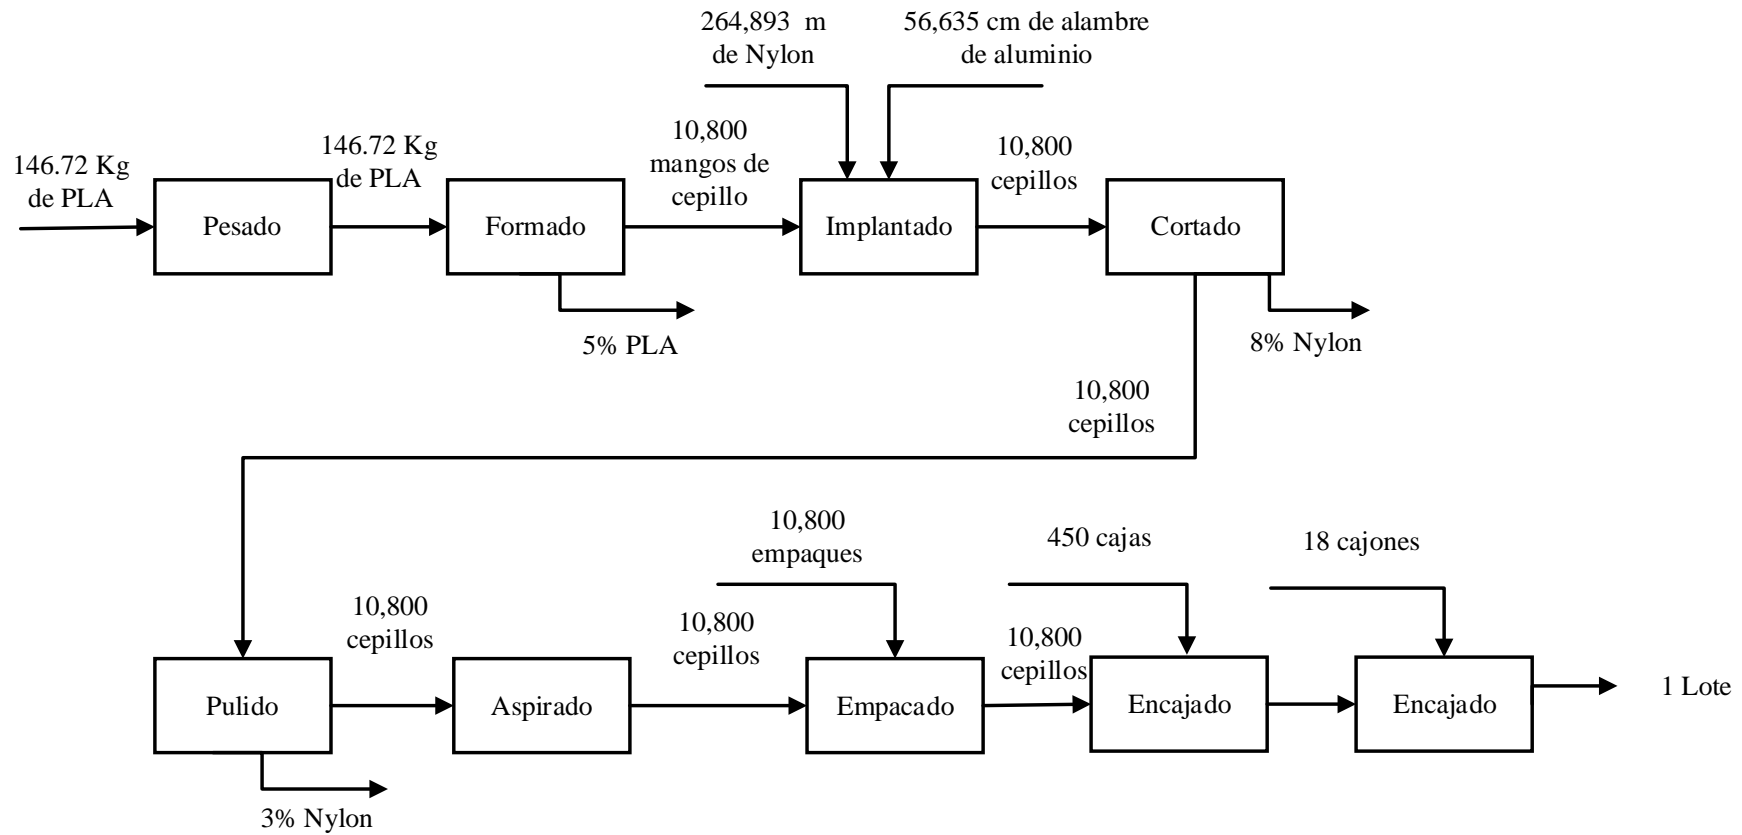 264,893  m
de Nylon
56,635 cm de alambre
de aluminio
146.72 Kg
de PLA
146.72 Kg
de PLA
10,800
mangos de
cepillo
10,800
cepillos
Pesado
Formado
Implantado
Cortado
5% PLA
8% Nylon
10,800
cepillos
10,800
cepillos
10,800
cepillos
10,800
empaques
10,800
cepillos
450 cajas
18 cajones
Pulido
Aspirado
Empacado
Encajado
Encajado
1 Lote
3% Nylon